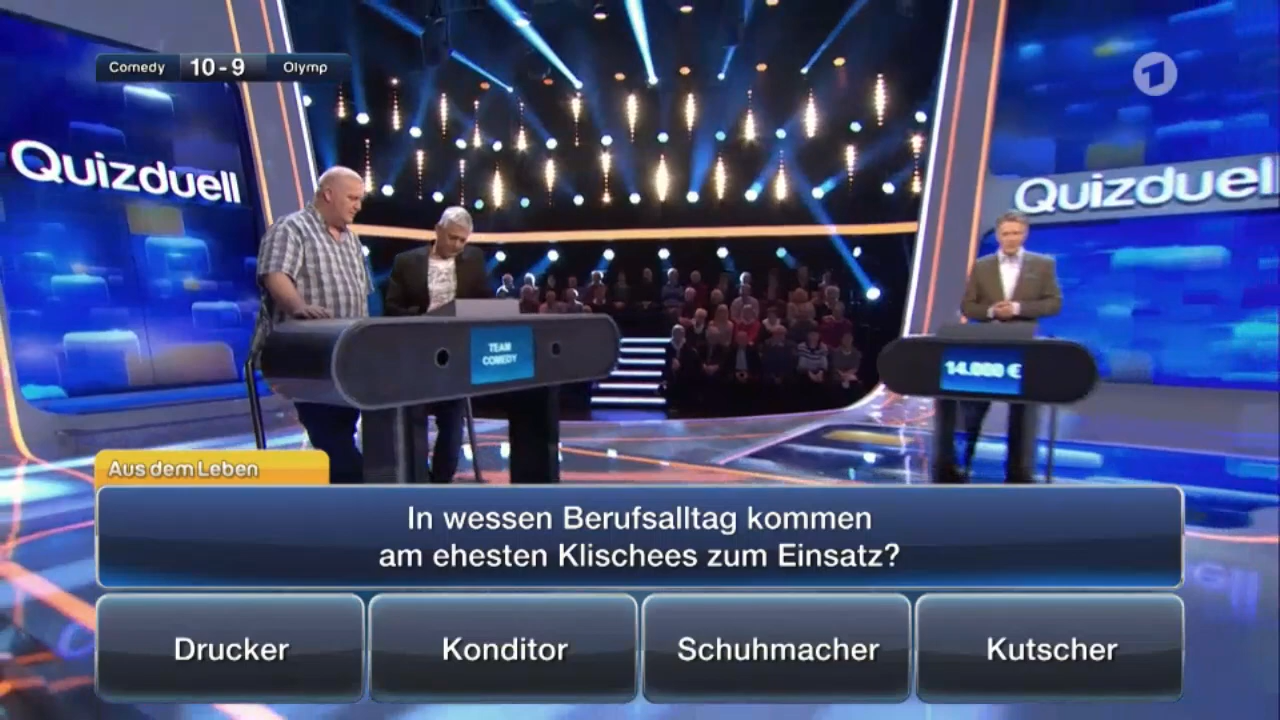 Comedy 10-9 Olymp
1
Quizduell
Quizduell
TEAM
COMEDY
14.000 €
Aus dem Leben
In wessen Berufsalltag kommen
am ehesten Klischees zum Einsatz?
Drucker
Konditor
Schuhmacher
Kutscher